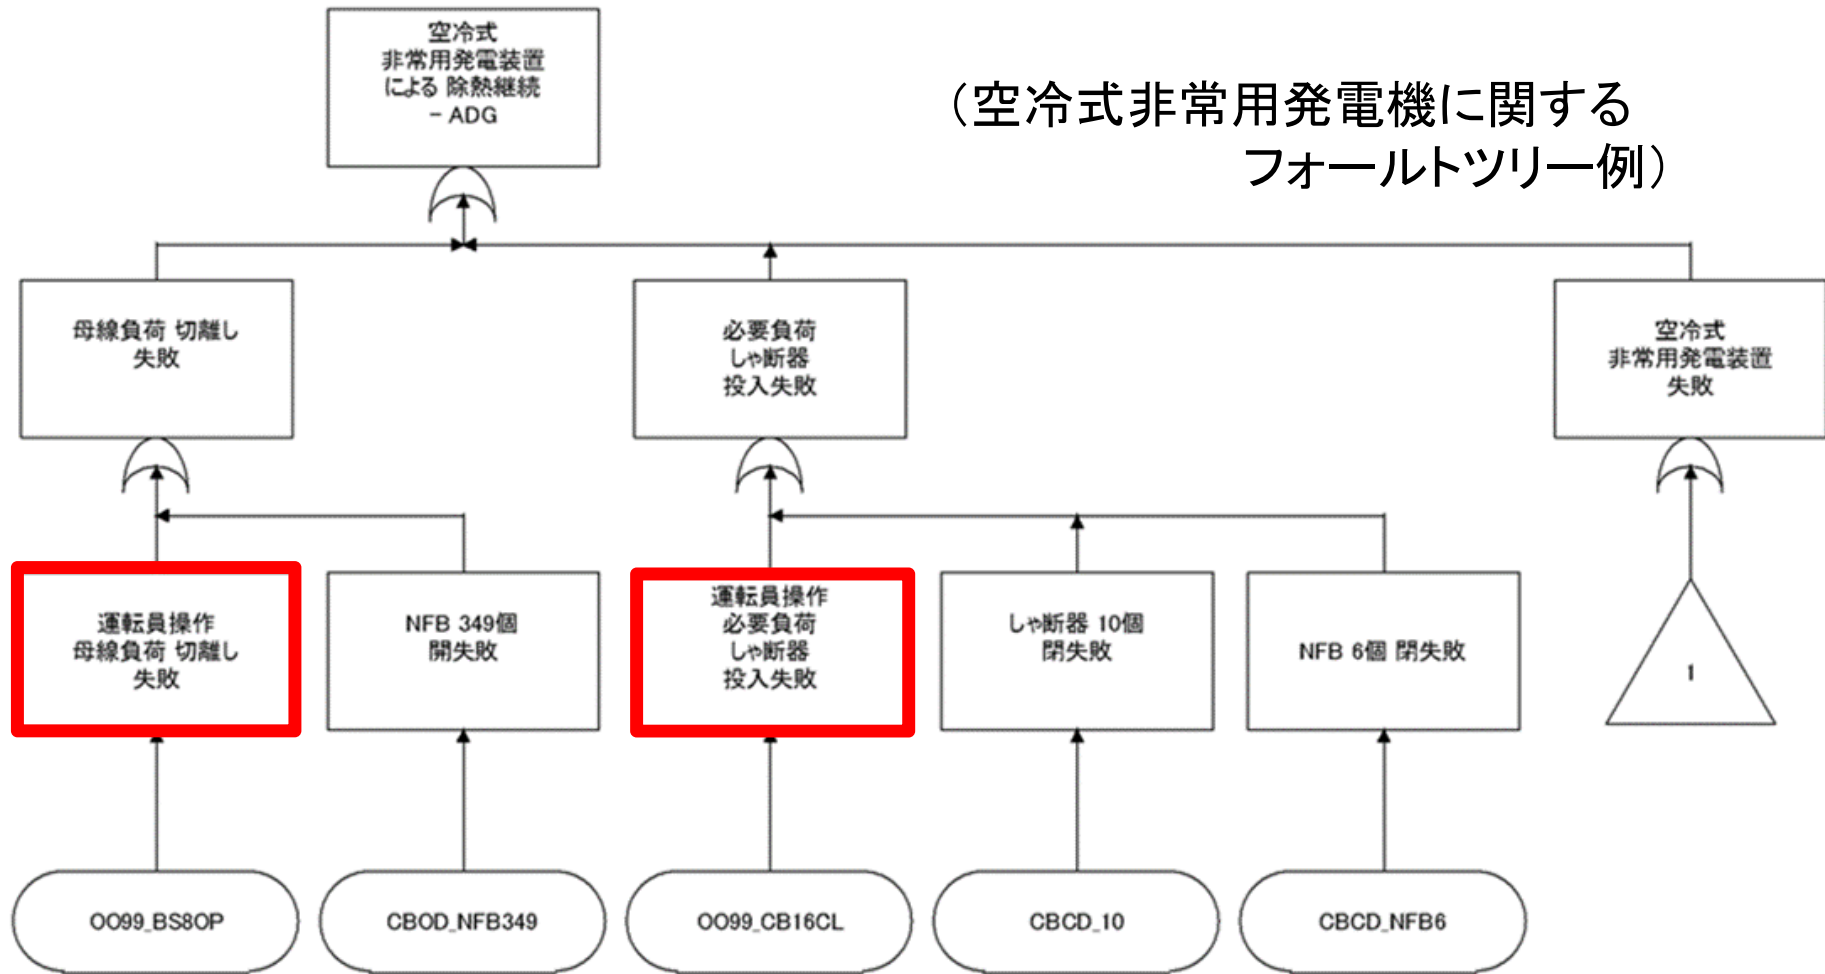 空冷式
非常用発電装置
による 除熱継続
- ADG
(空冷式非常用発電機に関する
フォールトツリー例)
母線負荷 切離し
失敗
必要負荷
しゃ断器
投入失敗
空冷式
非常用発電装置
失敗
運転員操作
母線負荷 切離し
失敗
NFB 349個
開失敗
運転員操作
必要負荷
しゃ断器
投入失敗
しゃ断器 10個
閉失敗
NFB 6個 閉失敗
1
OO99_BS8OP
CBOD_NFB349
OO99_CB16CL
CBCD_10
CBCD_NFB6